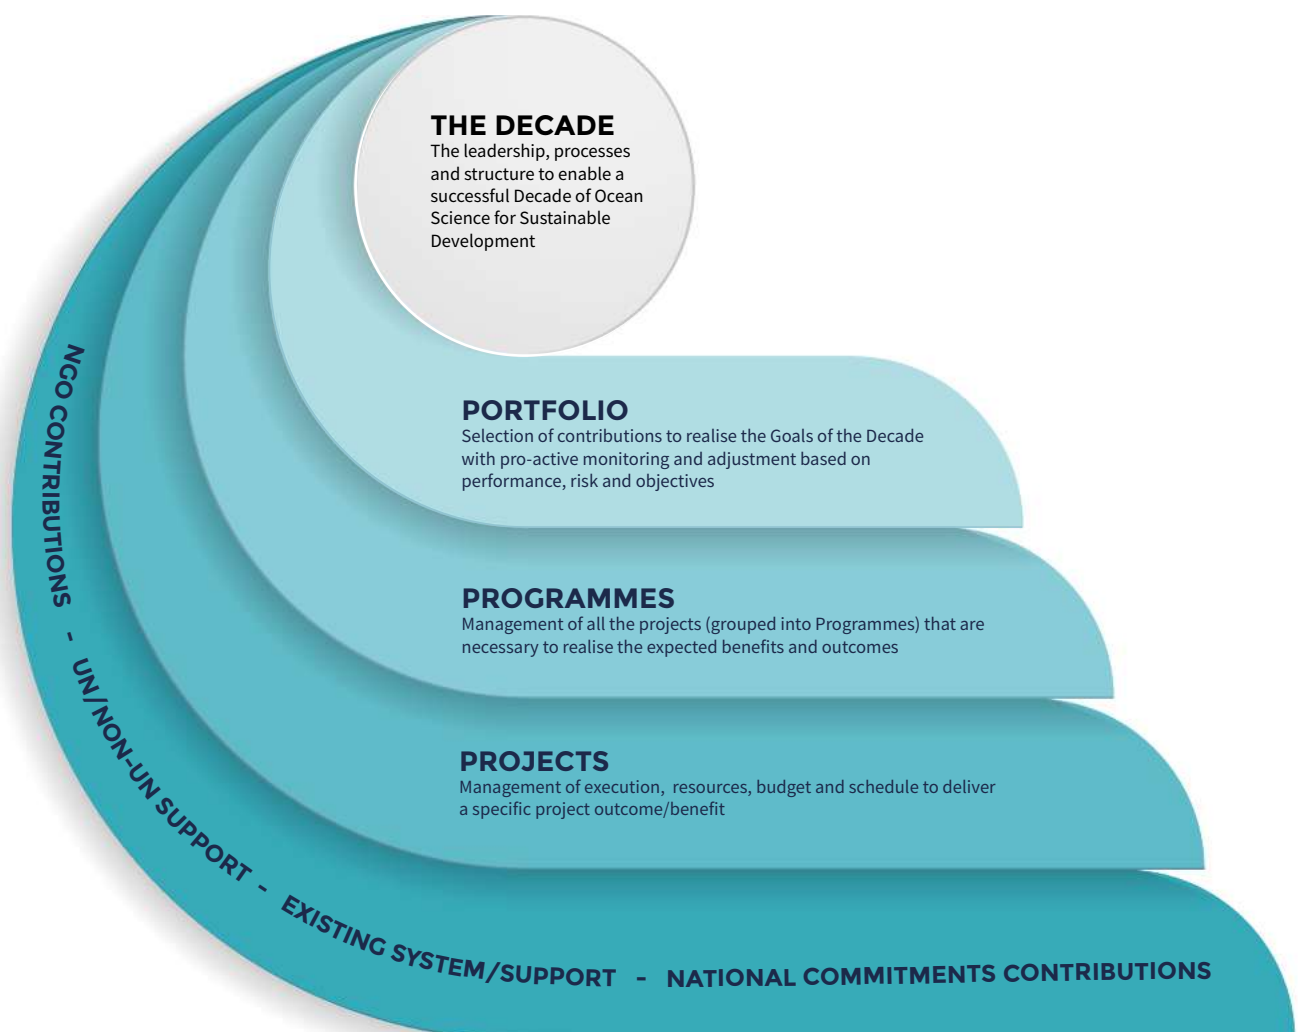 THE DECADE
The leadership, processes
and structure to enable a
successful Decade of Ocean
Science for Sustainable
Development
PORTFOLIO
Selection of contributions to realise the Goals of the Decade
with pro-active monitoring and adjustment based on
performance, risk and objectives
PROGRAMMES
Management of all the projects (grouped into Programmes) that are
necessary to realise the expected benefits and outcomes
PROJECTS
Management of execution, resources, budget and schedule to deliver
a specific project outcome/benefit
NGO CONTRIBUTIONS - UN/NON-UN SUPPORT - EXISTING SYSTEM/SUPPORT - NATIONAL COMMITMENTS CONTRIBUTIONS